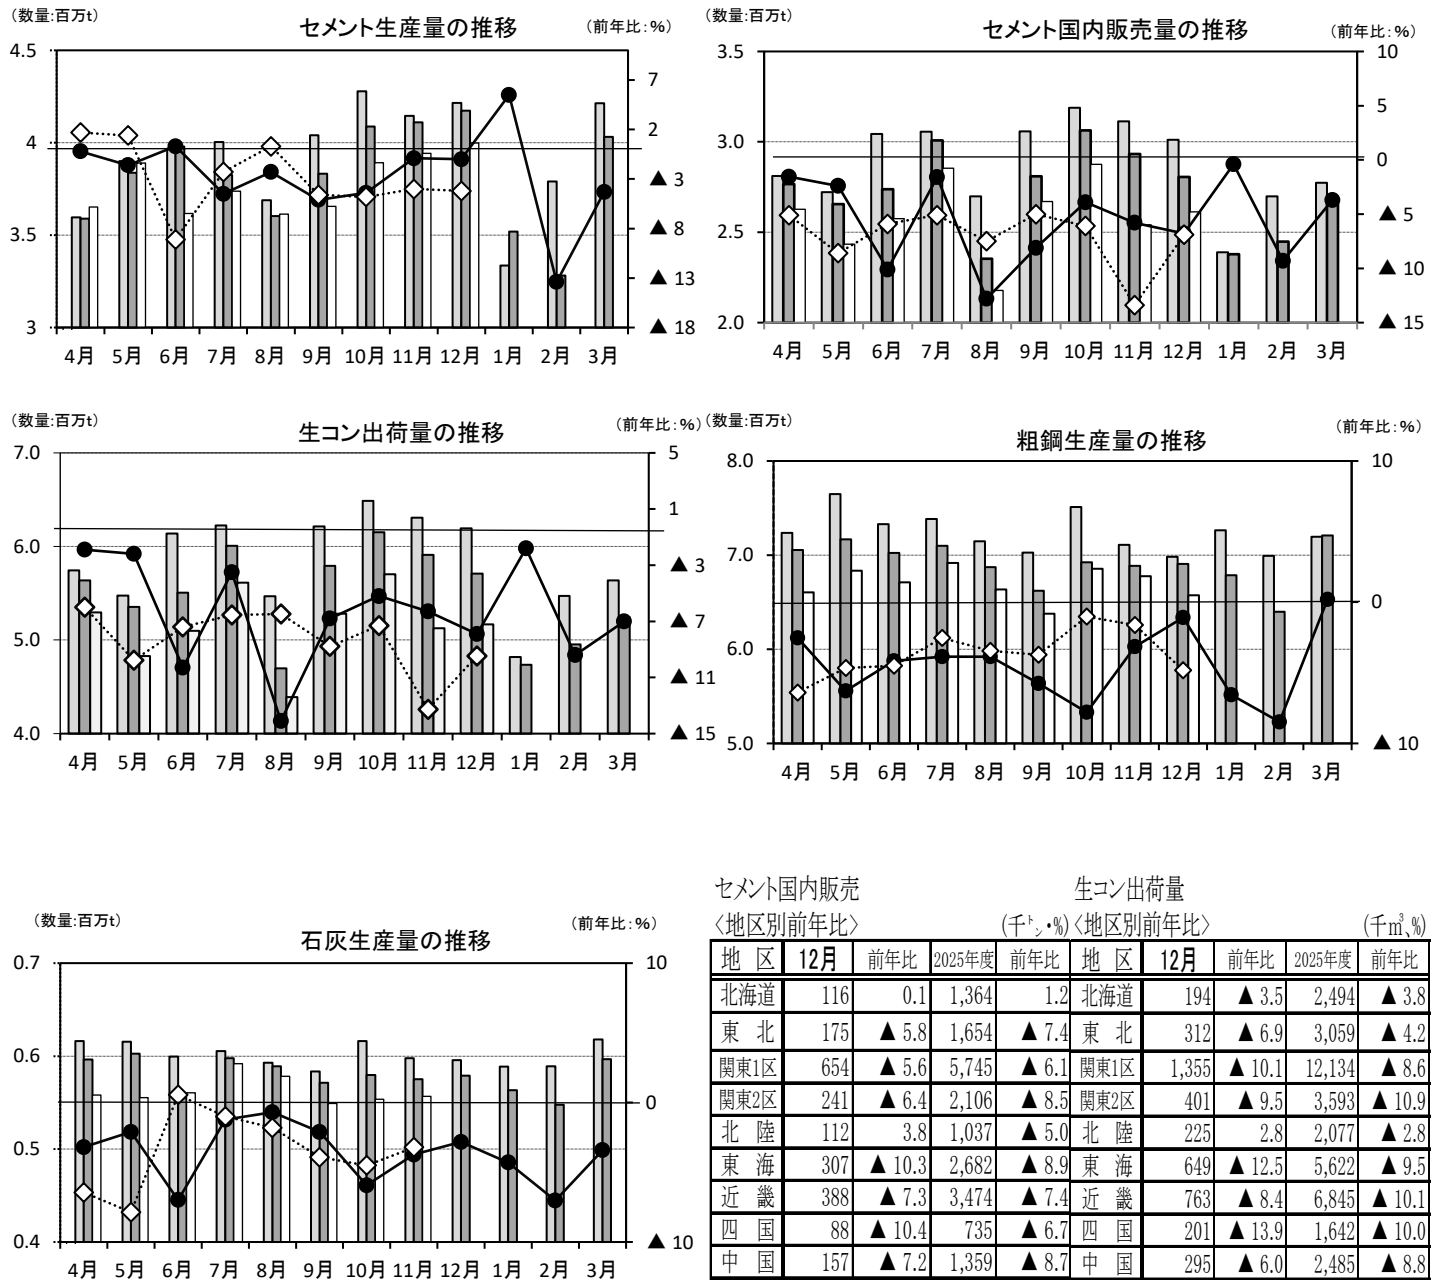 (数量:百万t)
セメント生産量の推移
(前年比:%)
4.5
4
3.5
3
7
2
▲ 3
▲ 8
▲ 13
▲ 18
4月 5月 6月 7月 8月 9月 10月 11月 12月 1月 2月 3月
(数量:百万t)
セメント国内販売量の推移
(前年比:%)
3.5
3.0
2.5
2.0
10
5
0
▲ 5
▲ 10
▲ 15
4月 5月 6月 7月 8月 9月 10月 11月 12月 1月 2月 3月
(数量:百万t)
生コン出荷量の推移
(前年比:%)
7.0
6.0
5.0
4.0
5
1
▲ 3
▲ 7
▲ 11
▲ 15
4月 5月 6月 7月 8月 9月 10月 11月 12月 1月 2月 3月
(数量:百万t)
粗鋼生産量の推移
(前年比:%)
8.0
7.0
6.0
5.0
10
0
▲ 10
4月 5月 6月 7月 8月 9月 10月 11月 12月 1月 2月 3月
(数量:百万t)
石灰生産量の推移
(前年比:%)
0.7
0.6
0.5
0.4
10
0
▲ 10
4月 5月 6月 7月 8月 9月 10月 11月 12月 1月 2月 3月
セメント国内販売
〈地区別前年比〉 (千㌧・%)
地 区 12月 前年比 2025年度 前年比
北海道 116 0.1 1,364 1.2
東 北 175 ▲ 5.8 1,654 ▲ 7.4
関東1区 654 ▲ 5.6 5,745 ▲ 6.1
関東2区 241 ▲ 6.4 2,106 ▲ 8.5
北 陸 112 3.8 1,037 ▲ 5.0
東 海 307 ▲ 10.3 2,682 ▲ 8.9
近 畿 388 ▲ 7.3 3,474 ▲ 7.4
四 国 88 ▲ 10.4 735 ▲ 6.7
中 国 157 ▲ 7.2 1,359 ▲ 8.7
生コン出荷量
〈地区別前年比〉 (千㎥、%)
地 区 12月 前年比 2025年度 前年比
北海道 194 ▲ 3.5 2,494 ▲ 3.8
東 北 312 ▲ 6.9 3,059 ▲ 4.2
関東1区 1,355 ▲ 10.1 12,134 ▲ 8.6
関東2区 401 ▲ 9.5 3,593 ▲ 10.9
北 陸 225 2.8 2,077 ▲ 2.8
東 海 649 ▲ 12.5 5,622 ▲ 9.5
近 畿 763 ▲ 8.4 6,845 ▲ 10.1
四 国 201 ▲ 13.9 1,642 ▲ 10.0
中 国 295 ▲ 6.0 2,485 ▲ 8.8